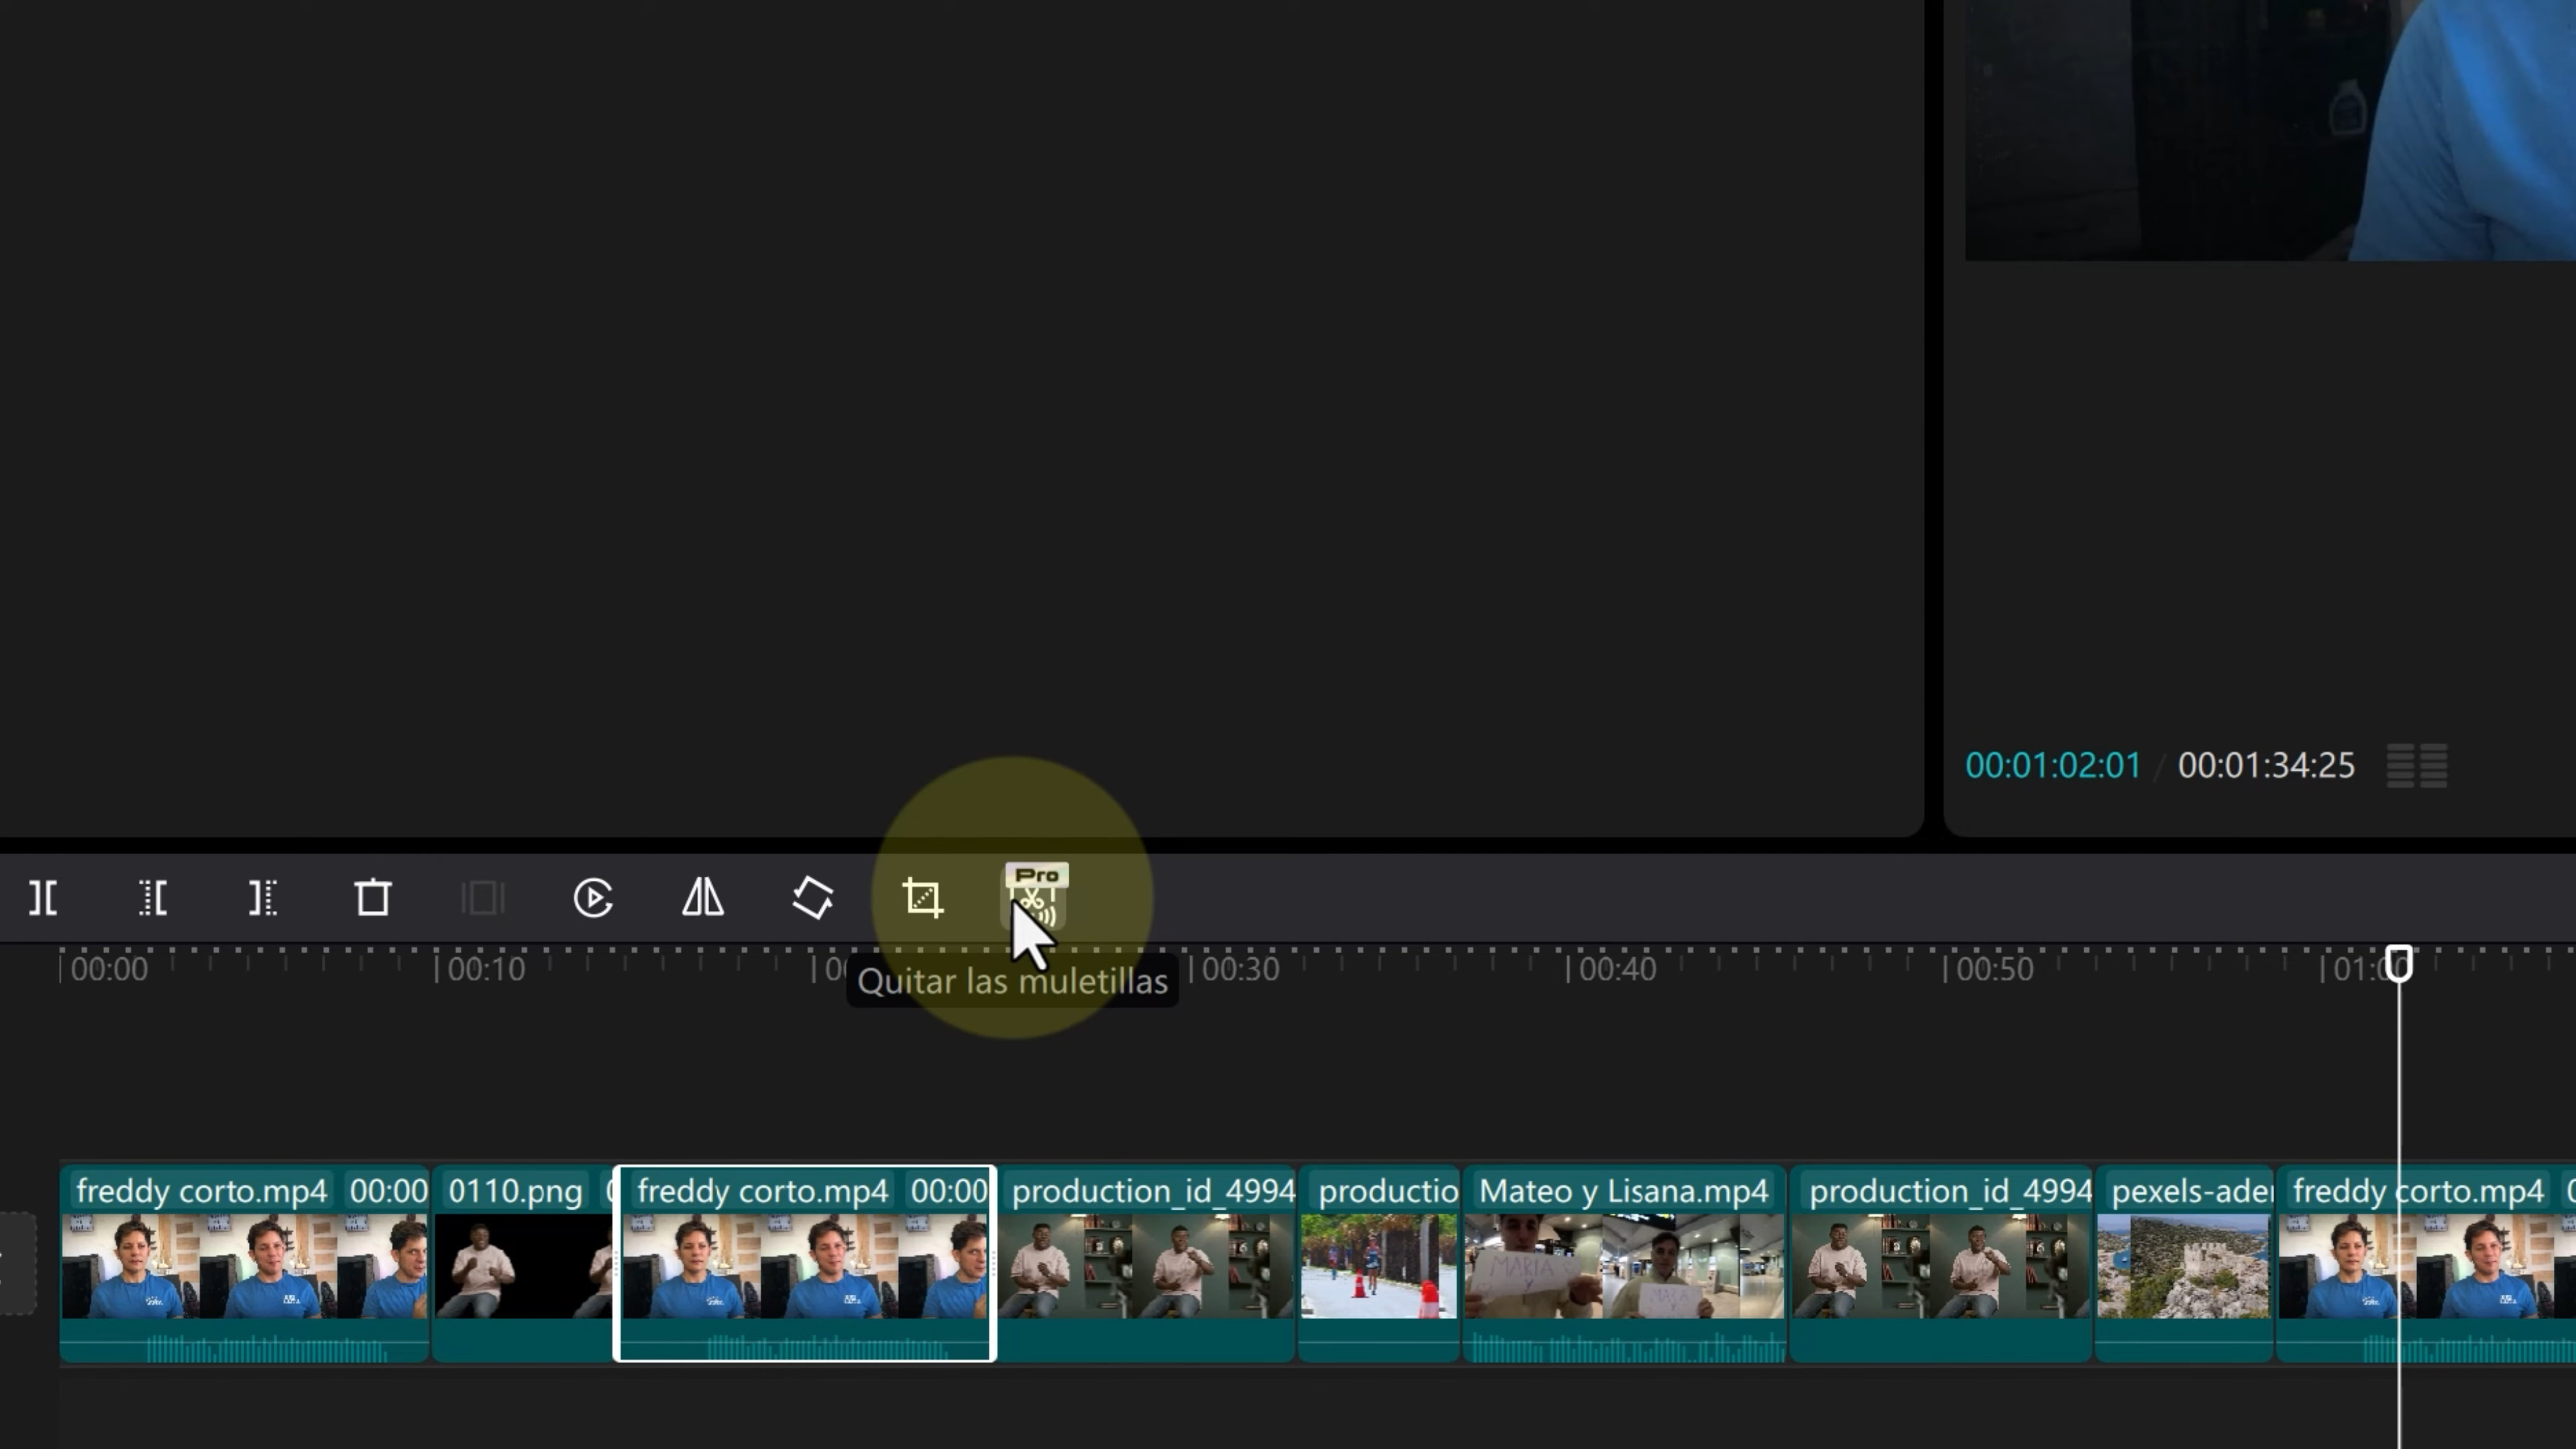 00:01:02:01 / 00:01:34:25
Pro
00:00 00:10 00:30 00:40 00:50
Quitar las muletillas
freddy corto.mp4 00:00 0110.png freddy corto.mp4 00:00 production_id_4994 productio Mateo y Lisana.mp4 production_id_4994 pexels-ader freddy corto.mp4
MARIA
Y